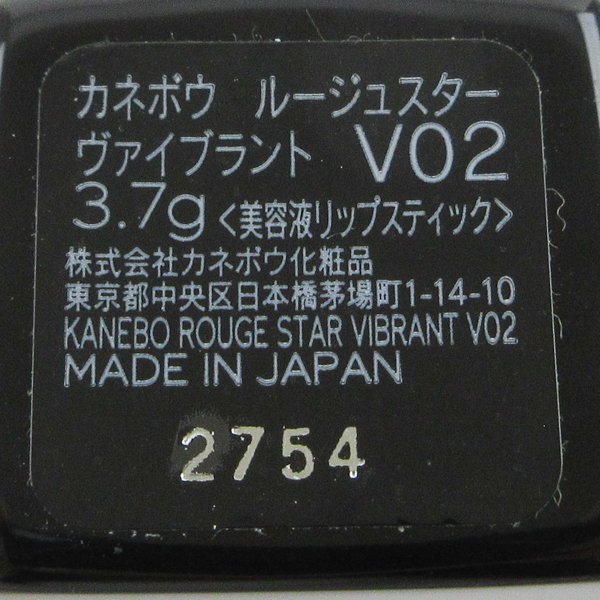 カネボウ ルージュスター
ヴァイブラント V02
3.7g <美容液リップスティック>
株式会社カネボウ化粧品
東京都中央区日本橋茅場町1-14-10
KANEBO ROUGE STAR VIBRANT V02
MADE IN JAPAN
2754